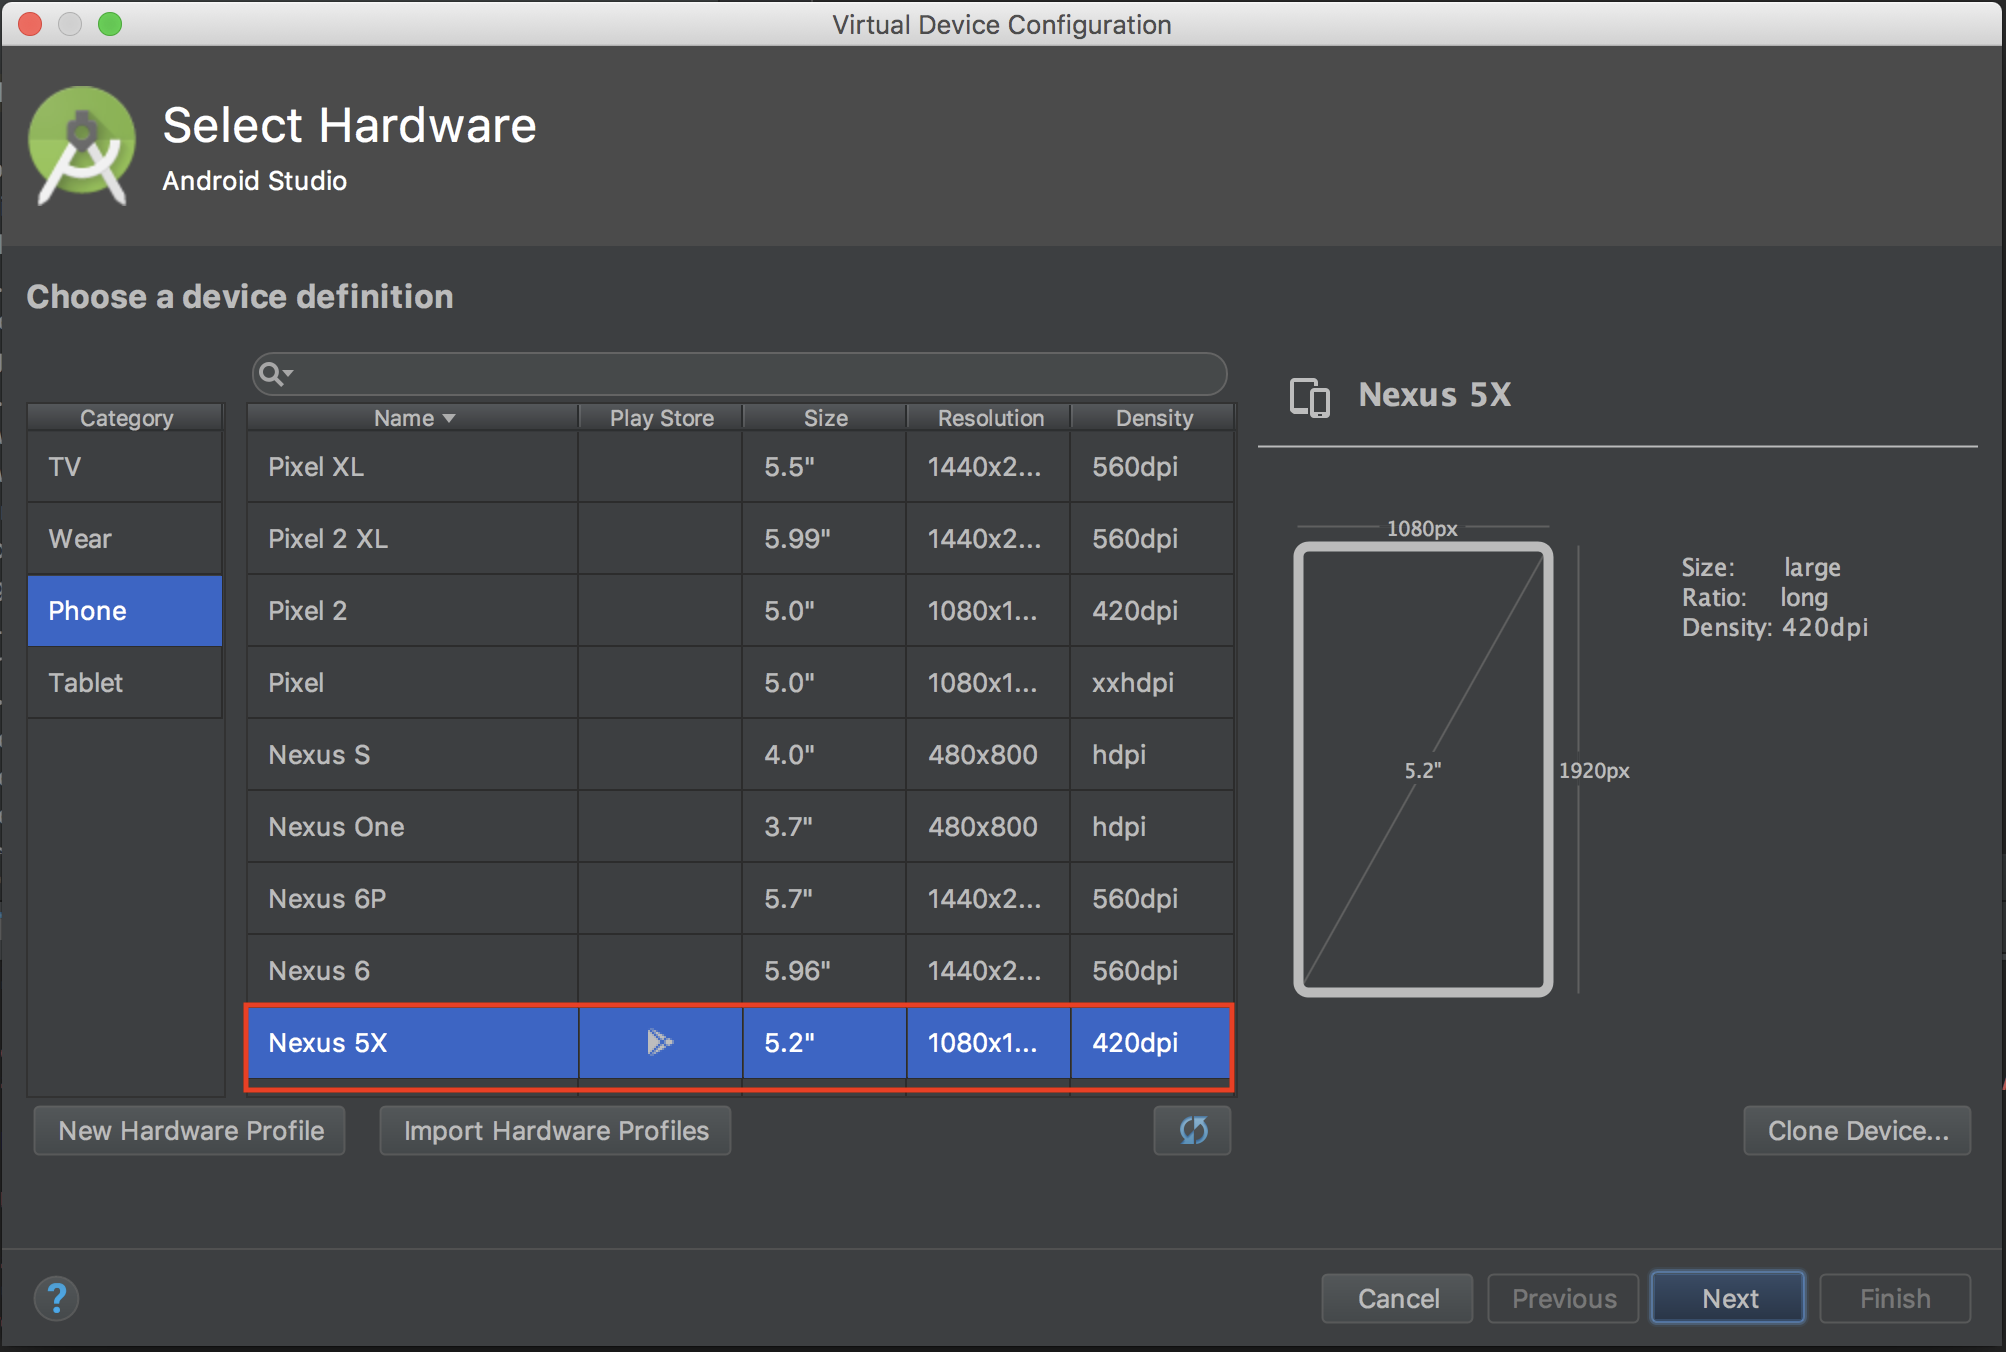 Virtual Device Configuration
Select Hardware
Android Studio
Choose a device definition
Category
TV
Wear
Phone
Tablet
Name Play Store Size Resolution Density
Pixel XL 5.5" 1440x2... 560dpi
Pixel 2 XL 5.99" 1440x2... 560dpi
Pixel 2 5.0" 1080x1... 420dpi
Pixel 5.0" 1080x1... xxhdpi
Nexus S 4.0" 480x800 hdpi
Nexus One 3.7" 480x800 hdpi
Nexus 6P 5.7" 1440x2... 560dpi
Nexus 6 5.96" 1440x2... 560dpi
Nexus 5X 5.2" 1080x1... 420dpi
Nexus 5X
1080px
5.2"
1920px
Size: large
Ratio: long
Density: 420dpi
New Hardware Profile Import Hardware Profiles Clone Device...
? Cancel Previous Next Finish